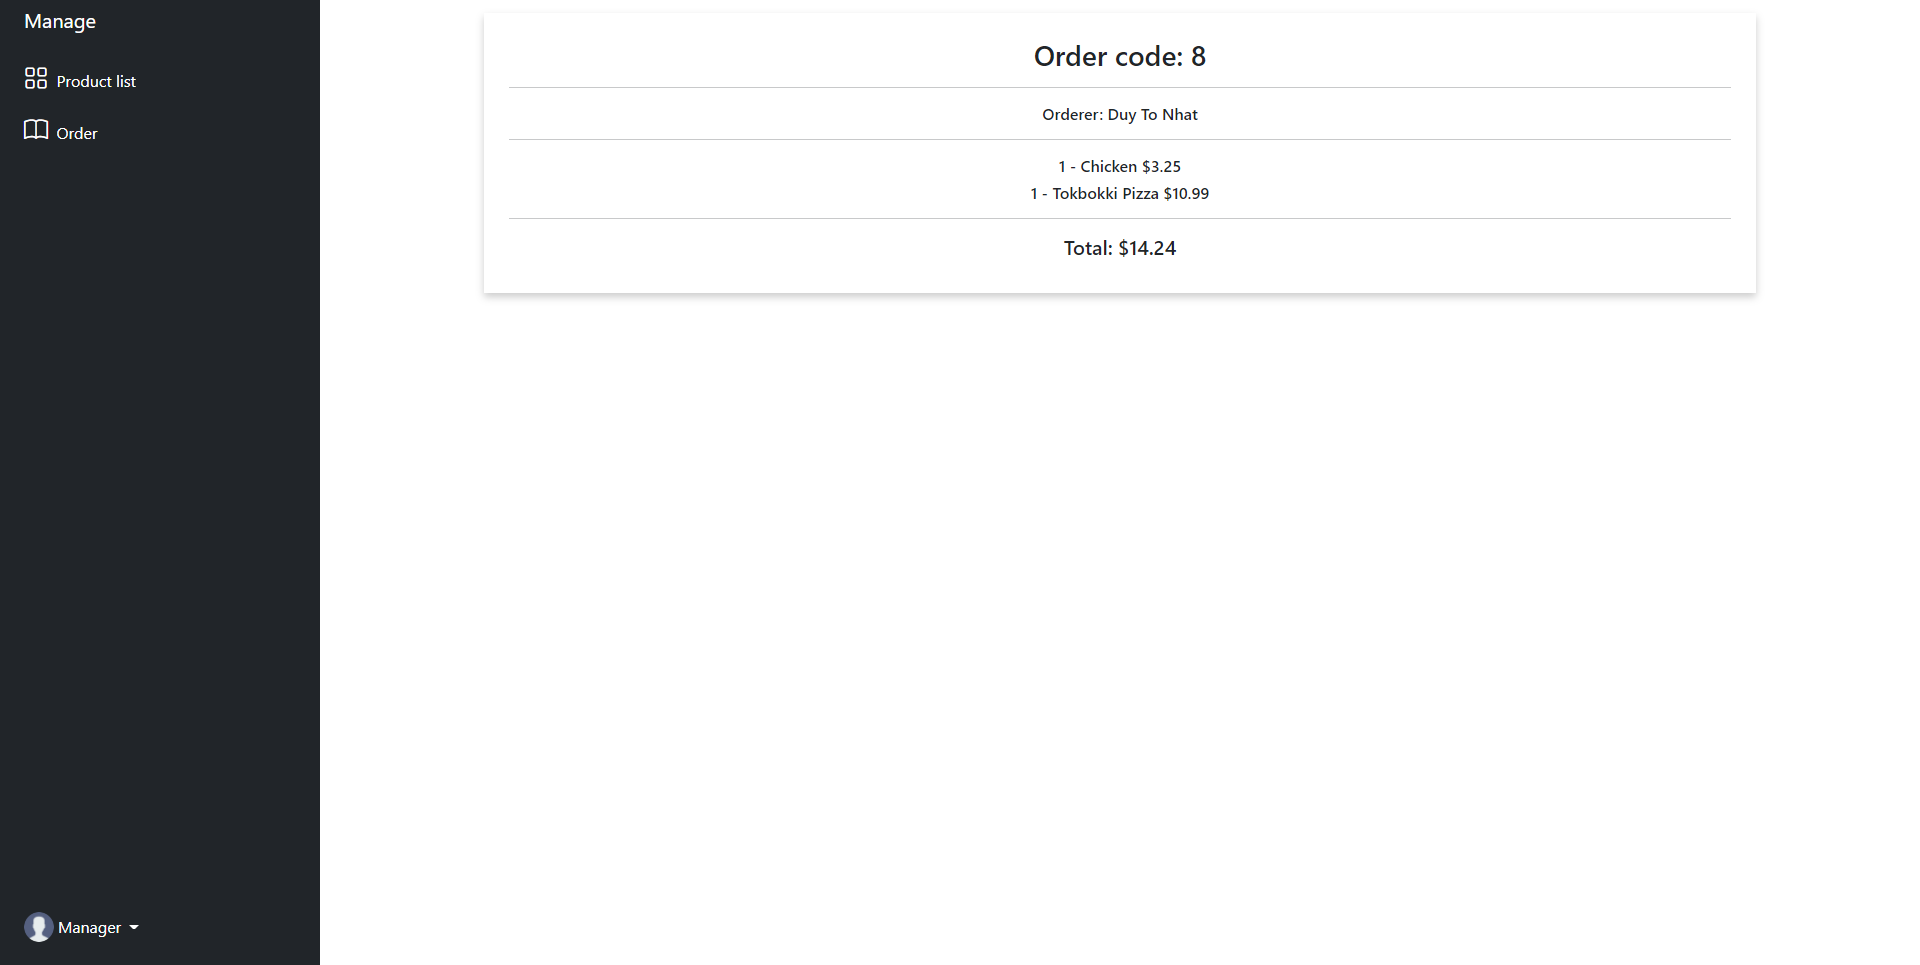 Manage
Product list
Order
Manager
Order code: 8
Orderer: Duy To Nhat
1 - Chicken $3.25
1 - Tokbokki Pizza $10.99
Total: $14.24